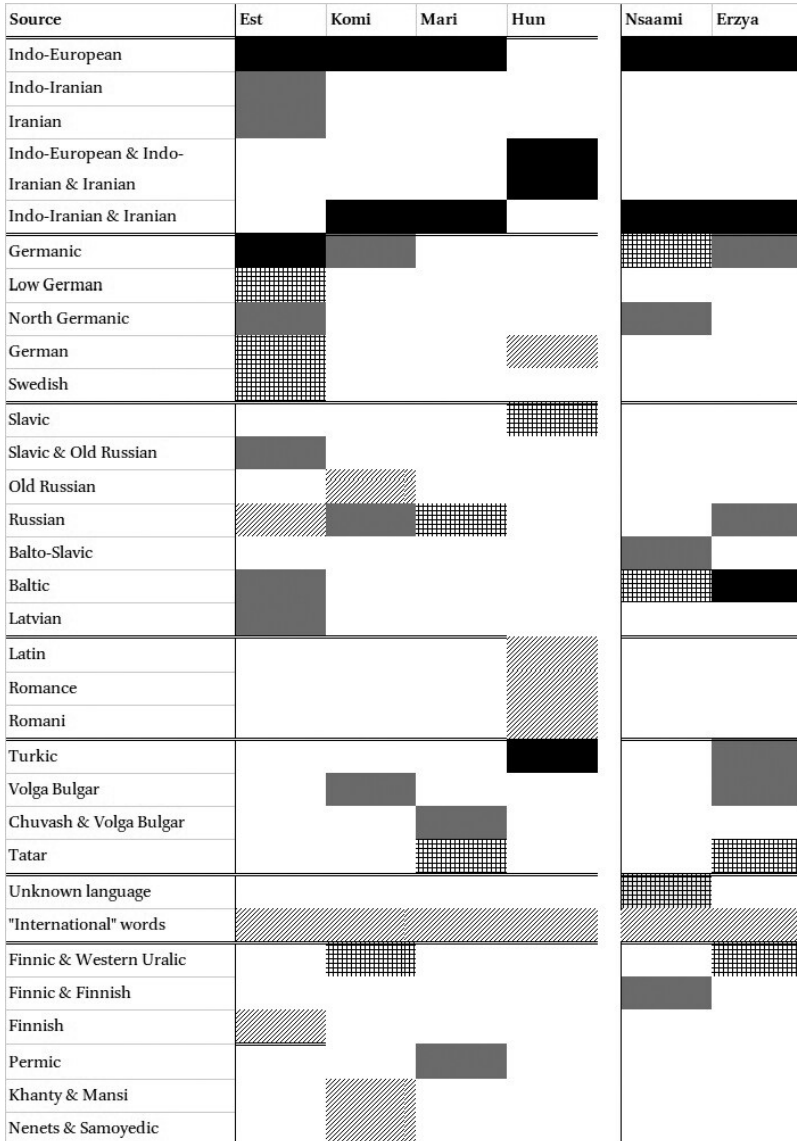 Source Est Komi Mari Hun Nsaami Erzya
Indo-European
Indo-Iranian
Iranian
Indo-European & Indo-
Iranian & Iranian
Indo-Iranian & Iranian
Germanic
Low German
North Germanic
German
Swedish
Slavic
Slavic & Old Russian
Old Russian
Russian
Balto-Slavic
Baltic
Latvian
Latin
Romance
Romani
Turkic
Volga Bulgar
Chuvash & Volga Bulgar
Tatar
Unknown language
"International" words
Finnic & Western Uralic
Finnic & Finnish
Finnish
Permic
Khanty & Mansi
Nenets & Samoyedic